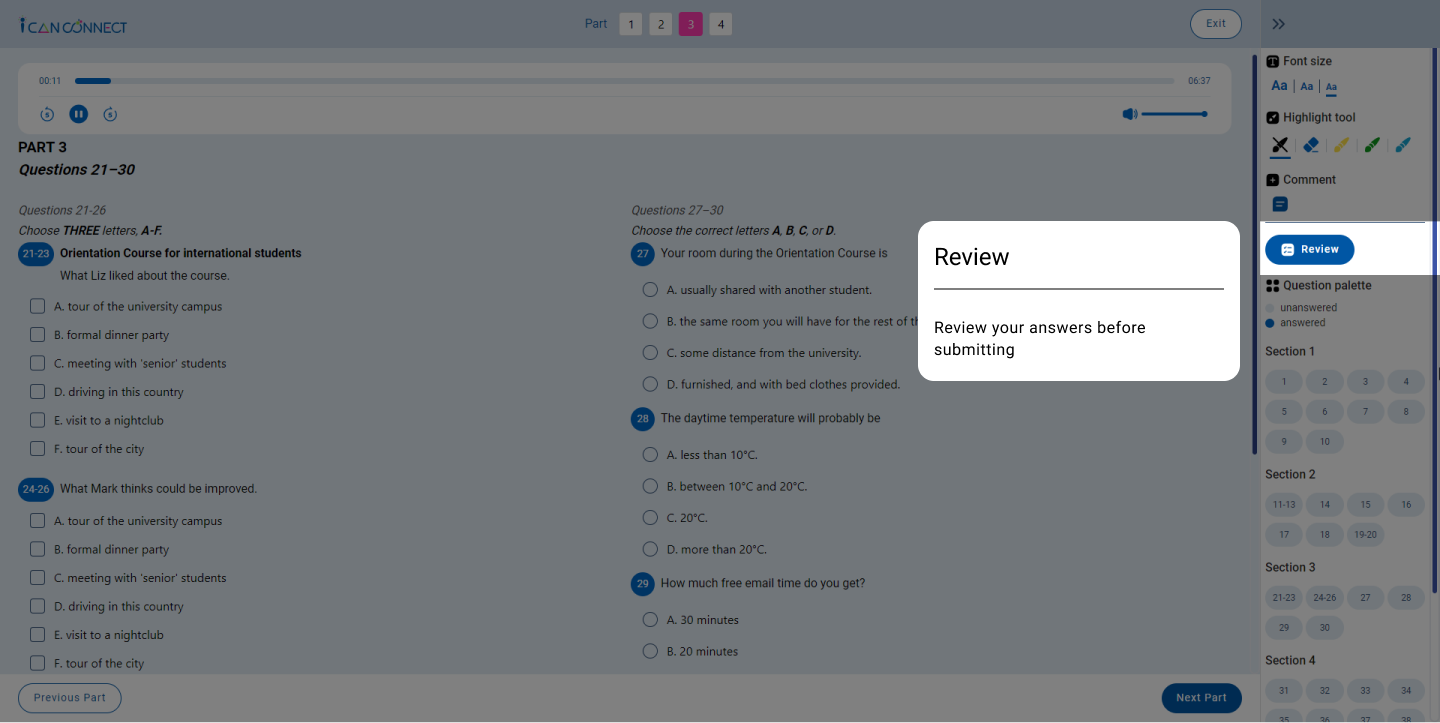 i CAN CONNECT
Part 1 2 3 4
Exit
00:11
06:37
5
5
PART 3
Questions 21–30
Questions 21-26
Choose THREE letters, A-F.
21-23 Orientation Course for international students
What Liz liked about the course.
A. tour of the university campus
B. formal dinner party
C. meeting with 'senior' students
D. driving in this country
E. visit to a nightclub
F. tour of the city
24-26 What Mark thinks could be improved.
A. tour of the university campus
B. formal dinner party
C. meeting with 'senior' students
D. driving in this country
E. visit to a nightclub
F. tour of the city
Questions 27–30
Choose the correct letters A, B, C, or D.
27 Your room during the Orientation Course is
A. usually shared with another student.
B. the same room you will have for the rest of
C. some distance from the university.
D. furnished, and with bed clothes provided.
28 The daytime temperature will probably be
A. less than 10°C.
B. between 10°C and 20°C.
C. 20°C.
D. more than 20°C.
29 How much free email time do you get?
A. 30 minutes
B. 20 minutes
Review
Review your answers before
submitting
Previous Part
Next Part
Font size
Aa Aa Aa
Highlight tool
Comment
Review
Question palette
unanswered
answered
Section 1
1 2 3 4
5 6 7 8
9 10
Section 2
11-13 14 15 16
17 18 19-20
Section 3
21-23 24-26 27 28
29 30
Section 4
31 32 33 34
35 36 37 38